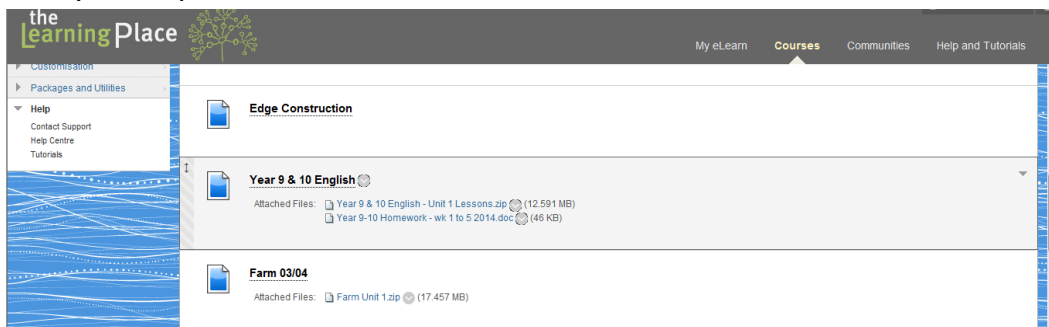 the
Learning Place
My eLearn Courses Communities Help and Tutorials
Customisation
Packages and Utilities
Help
Contact Support
Help Centre
Tutorials
Edge Construction
Year 9 & 10 English
Attached Files: Year 9 & 10 English - Unit 1 Lessons.zip (12.591 MB)
Year 9-10 Homework - wk 1 to 5 2014.doc (46 KB)
Farm 03/04
Attached Files: Farm Unit 1.zip (17.457 MB)